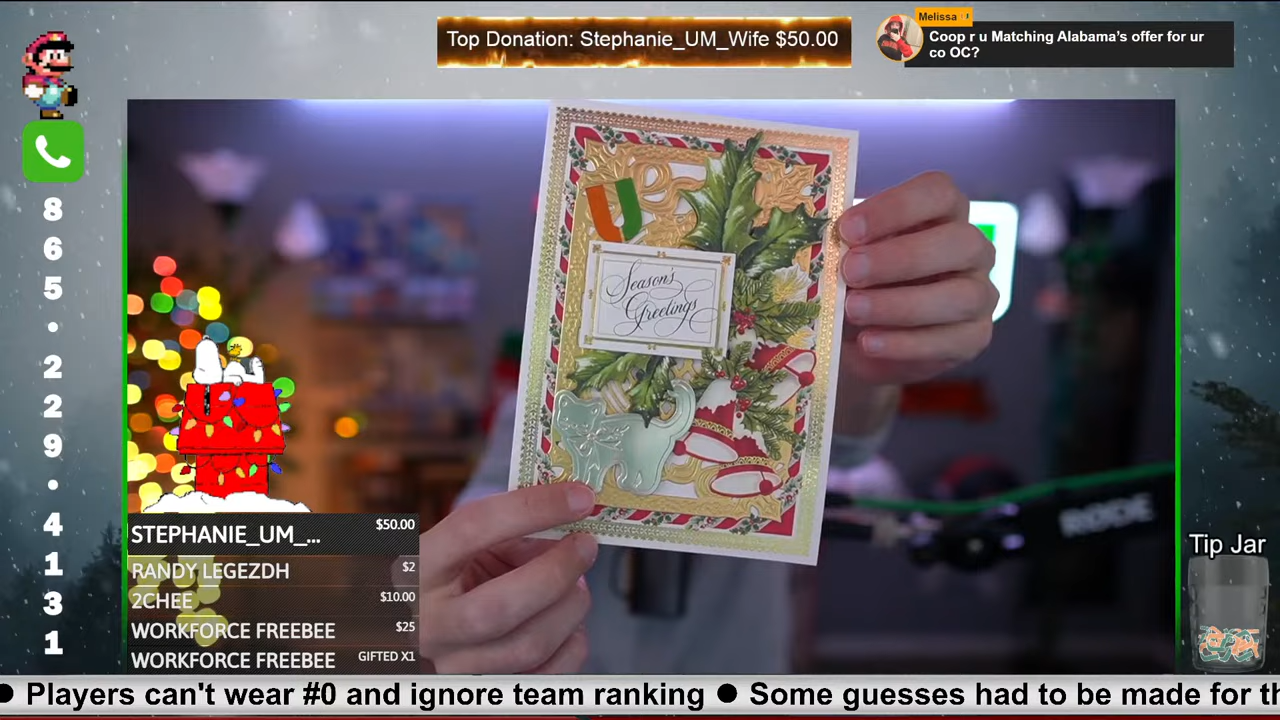 Top Donation: Stephanie_UM_Wife $50.00
Melissa
Coop r u Matching Alabama's offer for ur
co OC?
8
6
5
.
2
2
9
.
4
1
3
1
Season's
Greetings
RODE
STEPHANIE_UM_... $50.00
RANDY LEGEZDH $2
2CHEE $10.00
WORKFORCE FREEBEE $25
WORKFORCE FREEBEE GIFTED X1
Tip Jar
● Players can't wear #0 and ignore team ranking ● Some guesses had to be made for th